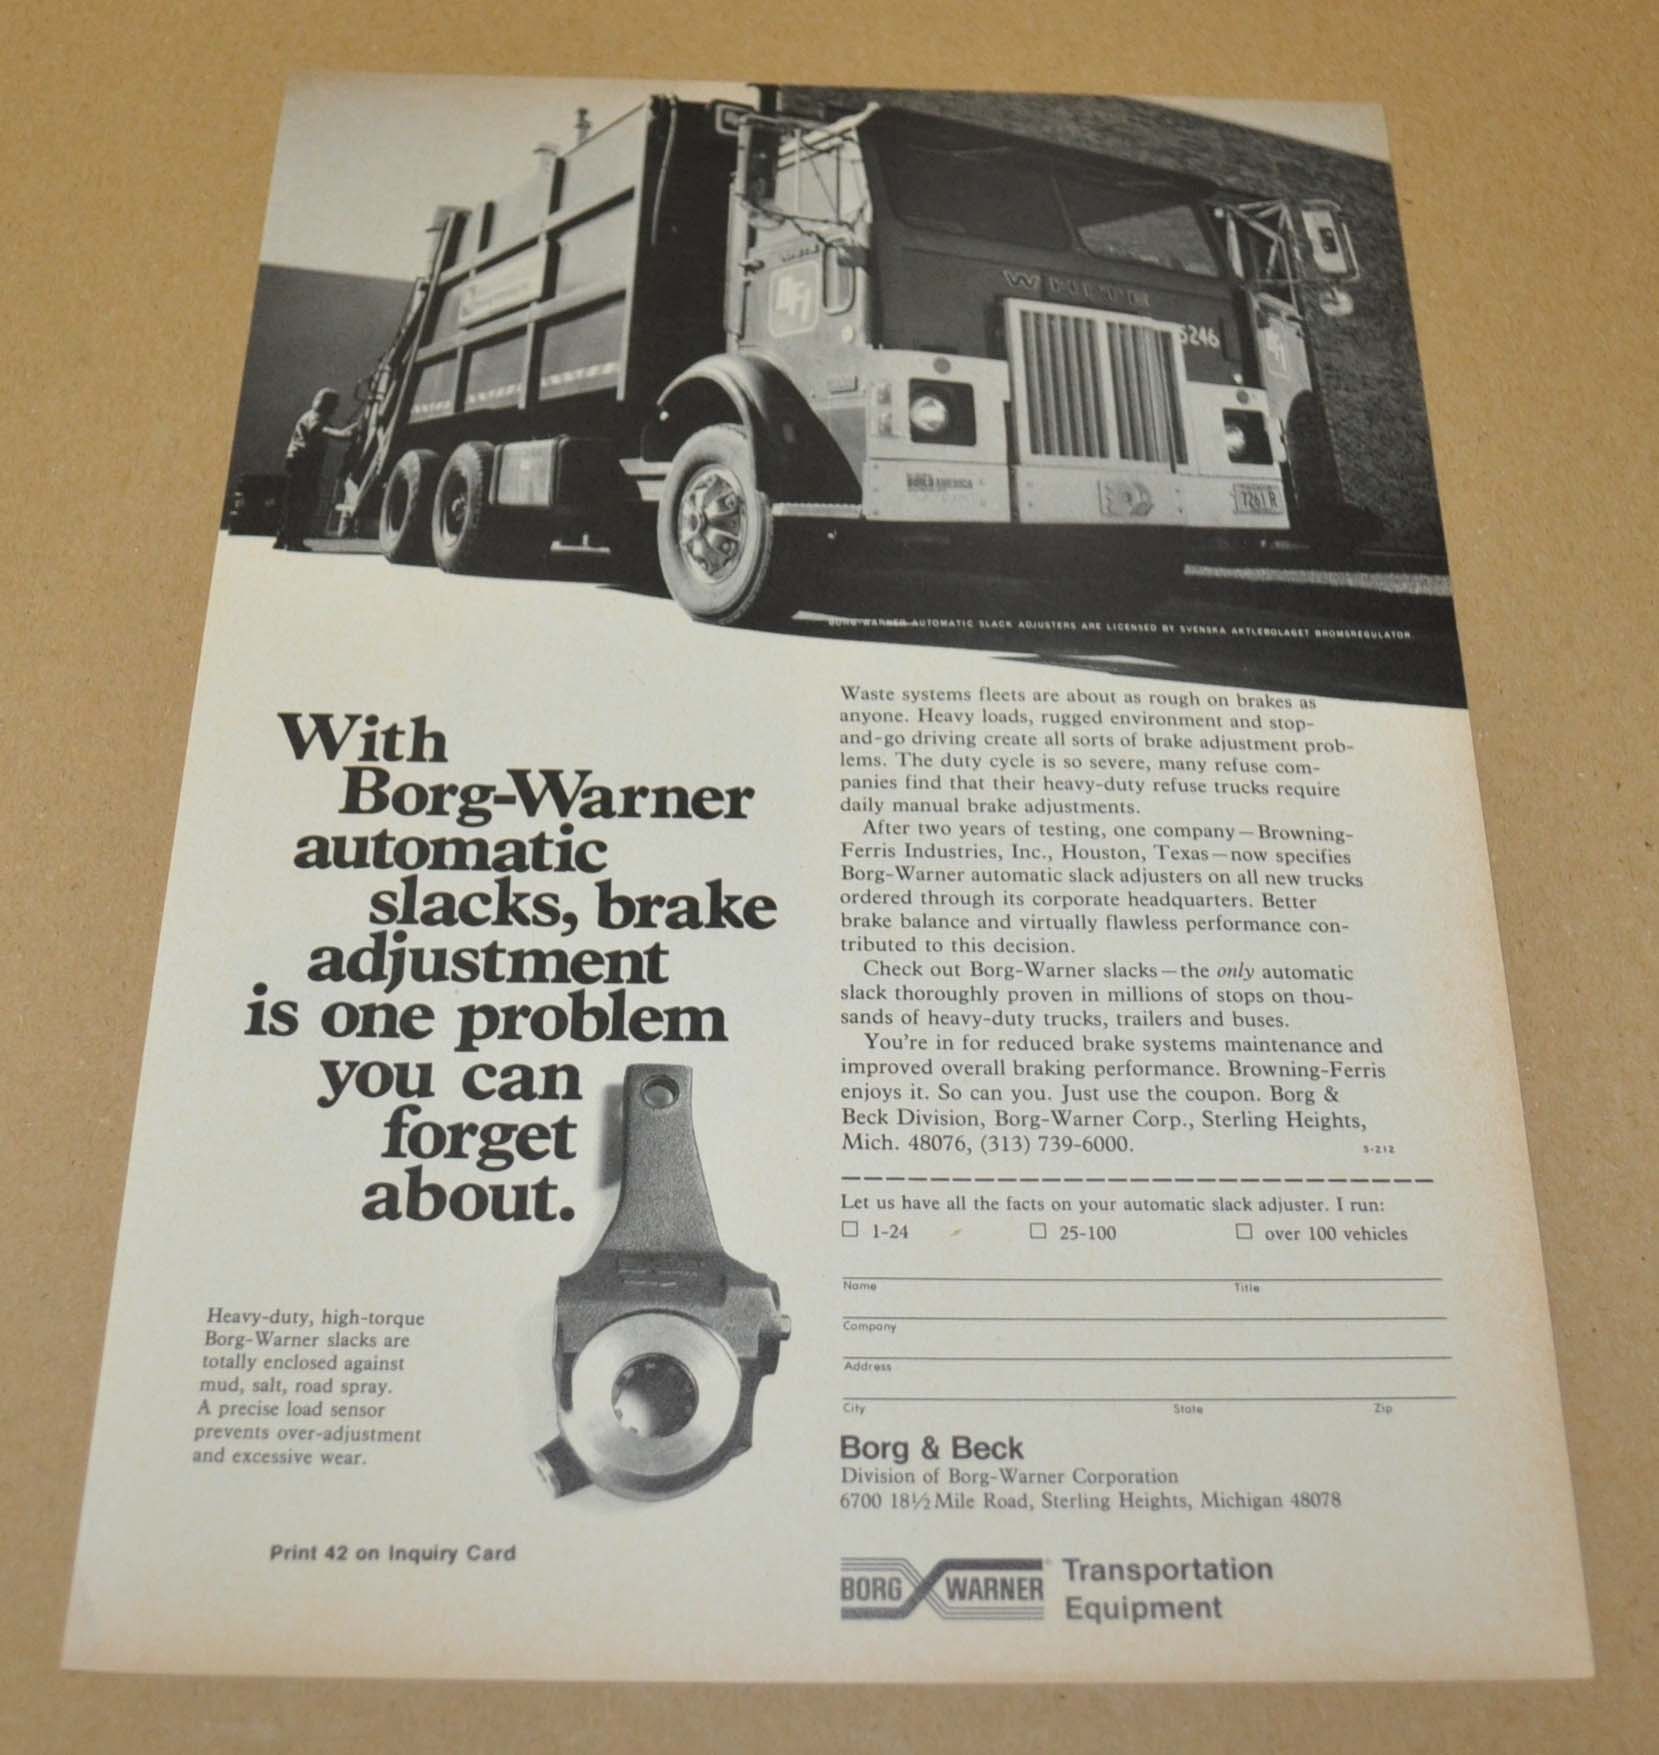 BFI
WHITE
5246
7261 R
BORG-WARNER AUTOMATIC SLACK ADJUSTERS ARE LICENSED BY SVENSKA AKTLEBOLAGET BROMSREGULATOR
With
Borg-Warner
automatic
slacks, brake
adjustment
is one problem
you can
forget
about.
Heavy-duty, high-torque
Borg-Warner slacks are
totally enclosed against
mud, salt, road spray.
A precise load sensor
prevents over-adjustment
and excessive wear.
Print 42 on Inquiry Card
Waste systems fleets are about as rough on brakes as
anyone. Heavy loads, rugged environment and stop-
and-go driving create all sorts of brake adjustment prob-
lems. The duty cycle is so severe, many refuse com-
panies find that their heavy-duty refuse trucks require
daily manual brake adjustments.
After two years of testing, one company—Browning-
Ferris Industries, Inc., Houston, Texas—now specifies
Borg-Warner automatic slack adjusters on all new trucks
ordered through its corporate headquarters. Better
brake balance and virtually flawless performance con-
tributed to this decision.
Check out Borg-Warner slacks—the only automatic
slack thoroughly proven in millions of stops on thou-
sands of heavy-duty trucks, trailers and buses.
You're in for reduced brake systems maintenance and
improved overall braking performance. Browning-Ferris
enjoys it. So can you. Just use the coupon. Borg &
Beck Division, Borg-Warner Corp., Sterling Heights,
Mich. 48076, (313) 739-6000.
5-212
Let us have all the facts on your automatic slack adjuster. I run:
☐ 1-24 ☐ 25-100 ☐ over 100 vehicles
Name Title
Company
Address
City State Zip
Borg & Beck
Division of Borg-Warner Corporation
6700 18½ Mile Road, Sterling Heights, Michigan 48078
BORG WARNER® Transportation
Equipment